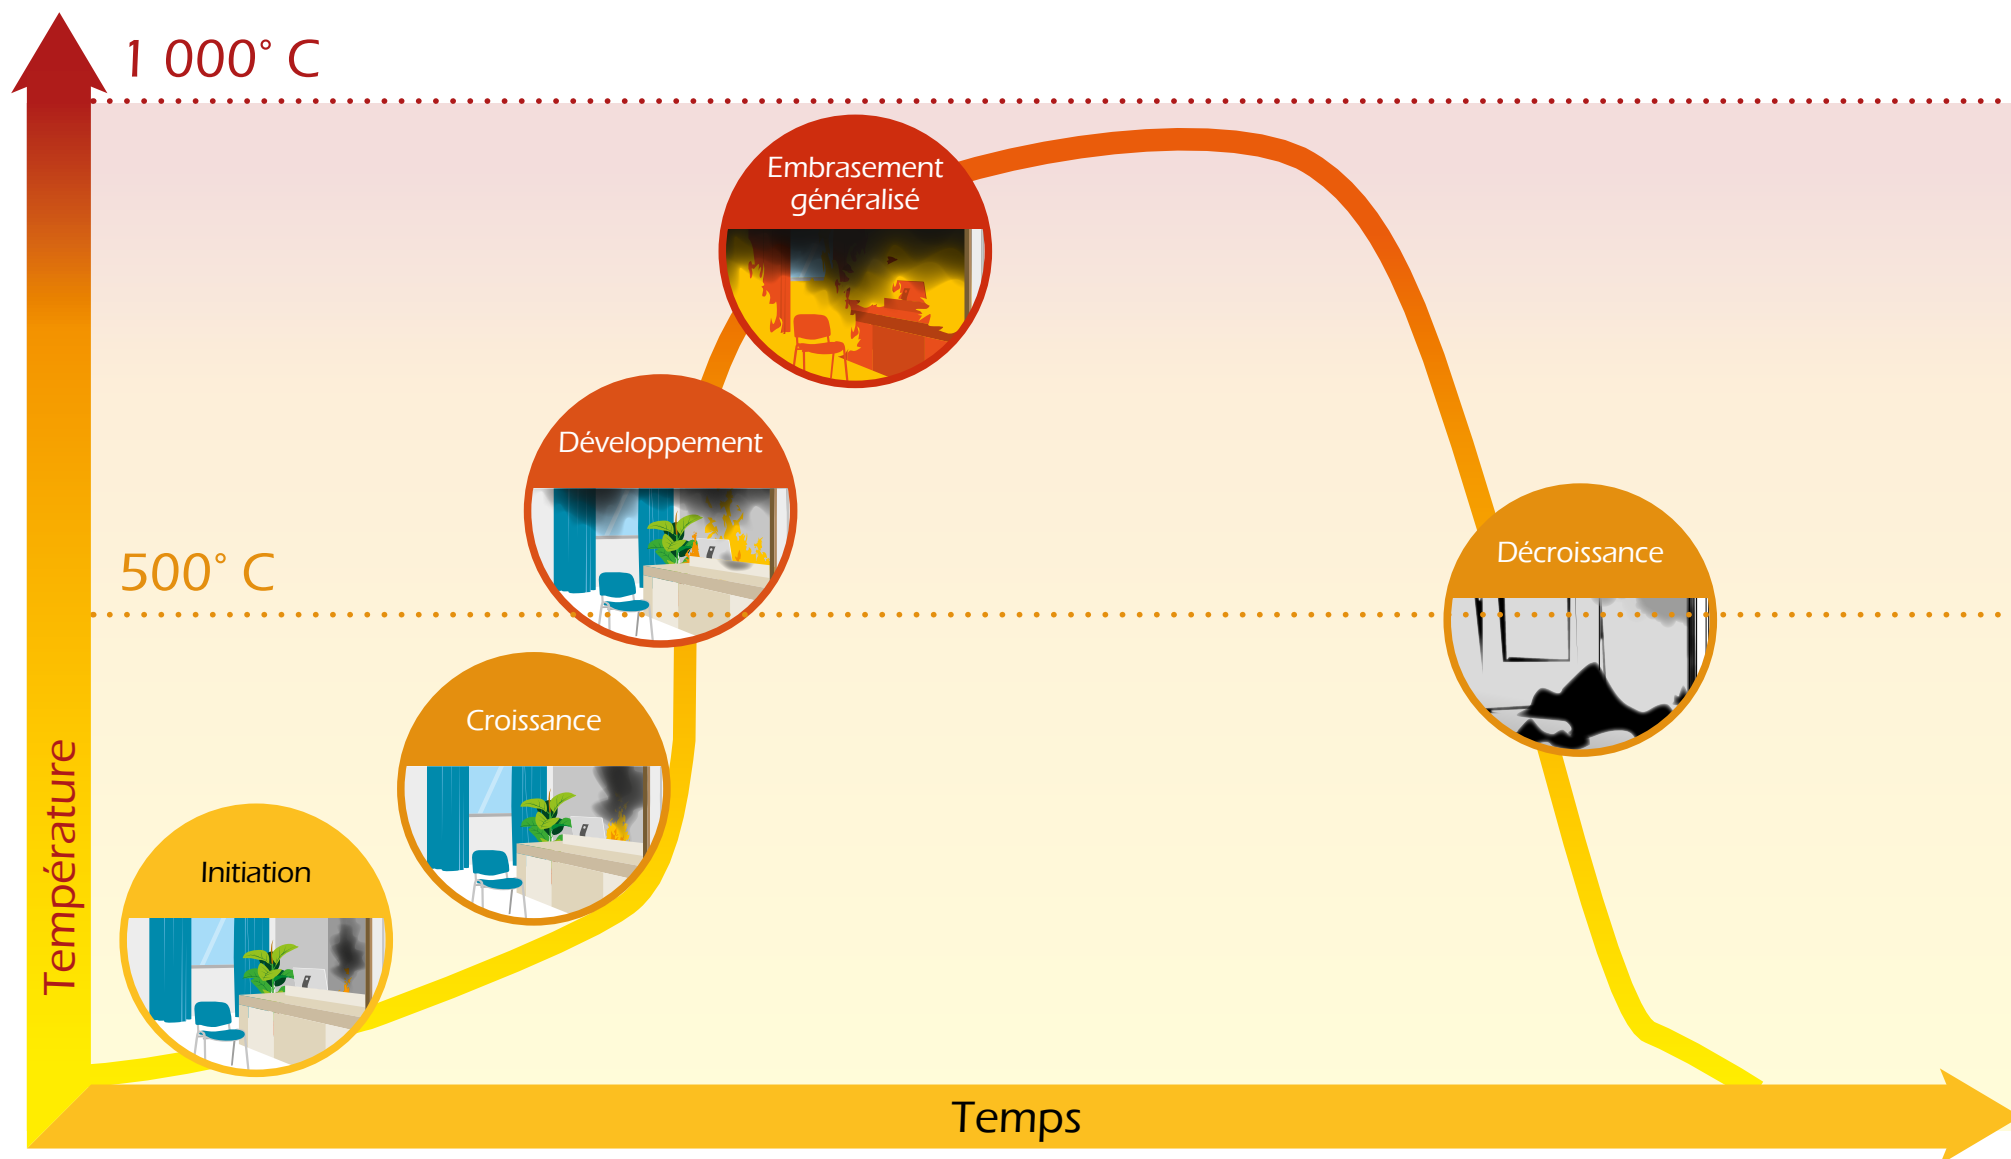 1 000° C
Embrasement
généralisé
Développement
500° C
Décroissance
Croissance
Initiation
Température
Temps